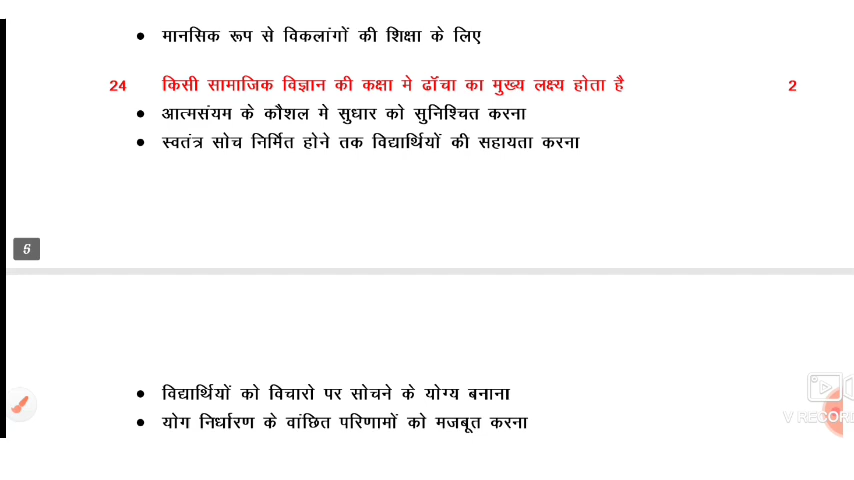 • मानसिक रूप से विकलांगों की शिक्षा के लिए
24 किसी सामाजिक विज्ञान की कक्षा मे ढॉचा का मुख्य लक्ष्य होता है 2
• आत्मसंयम के कौशल मे सुधार को सुनिश्चित करना
• स्वतंत्र सोच निर्मित होने तक विद्यार्थियों की सहायता करना
6
• विद्यार्थियों को विचारो पर सोचने के योग्य बनाना
• योग निर्धारण के वांछित परिणामों को मजबूत करना
V RECOR